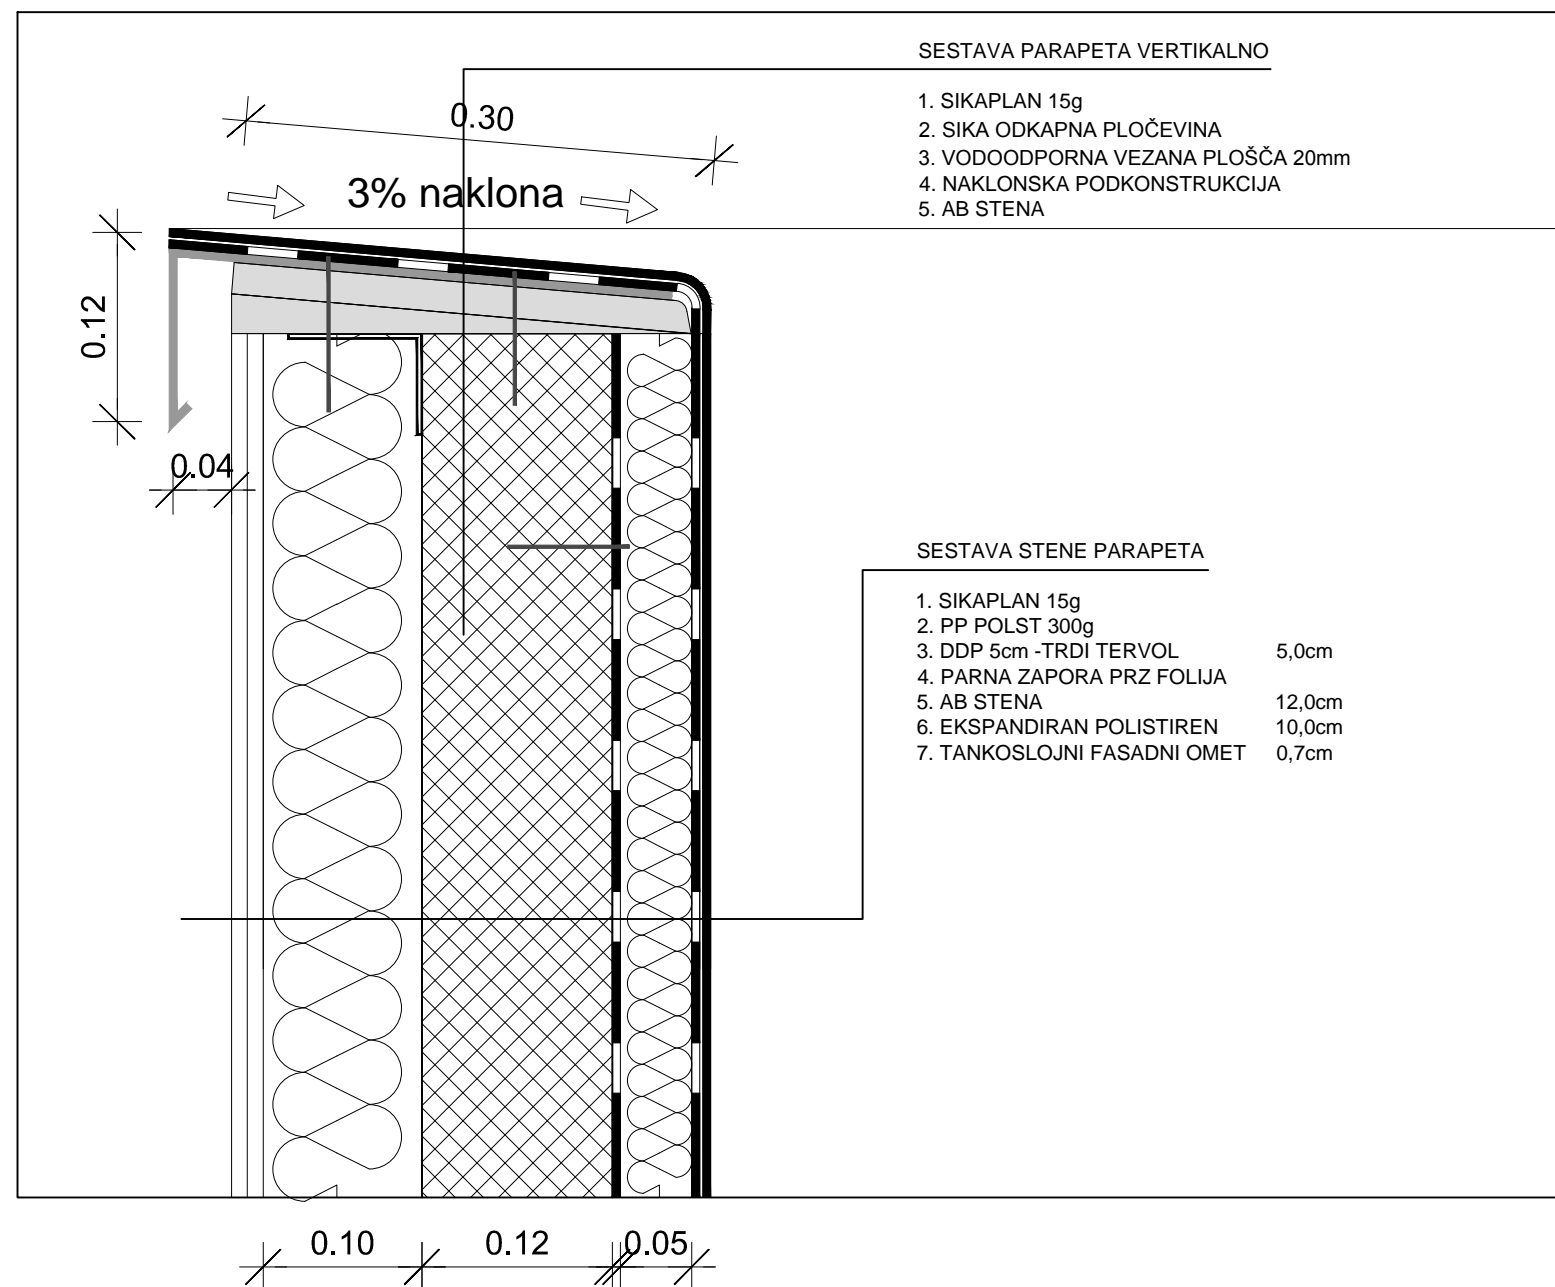 SESTAVA PARAPETA VERTIKALNO
1. SIKAPLAN 15g
2. SIKA ODKAPNA PLOČEVINA
3. VODOODPORNA VEZANA PLOŠČA 20mm
4. NAKLONSKA PODKONSTRUKCIJA
5. AB STENA
0.30
3% naklona
0.12
0.04
SESTAVA STENE PARAPETA
1. SIKAPLAN 15g
2. PP POLST 300g
3. DDP 5cm -TRDI TERVOL 5,0cm
4. PARNA ZAPORA PRZ FOLIJA
5. AB STENA 12,0cm
6. EKSPANDIRAN POLISTIREN 10,0cm
7. TANKOSLOJNI FASADNI OMET 0,7cm
0.10 0.12 0.05